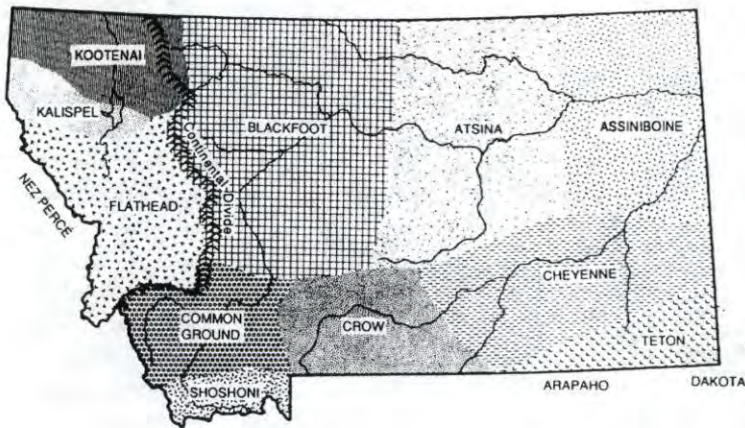 KOOTENAI
KALISPEL
BLACKFOOT
ATSINA
ASSINIBOINE
Continental Divide
NEZ PERCÉ
FLATHEAD
CHEYENNE
COMMON
GROUND
CROW
TETON
SHOSHONI
ARAPAHO
DAKOTA